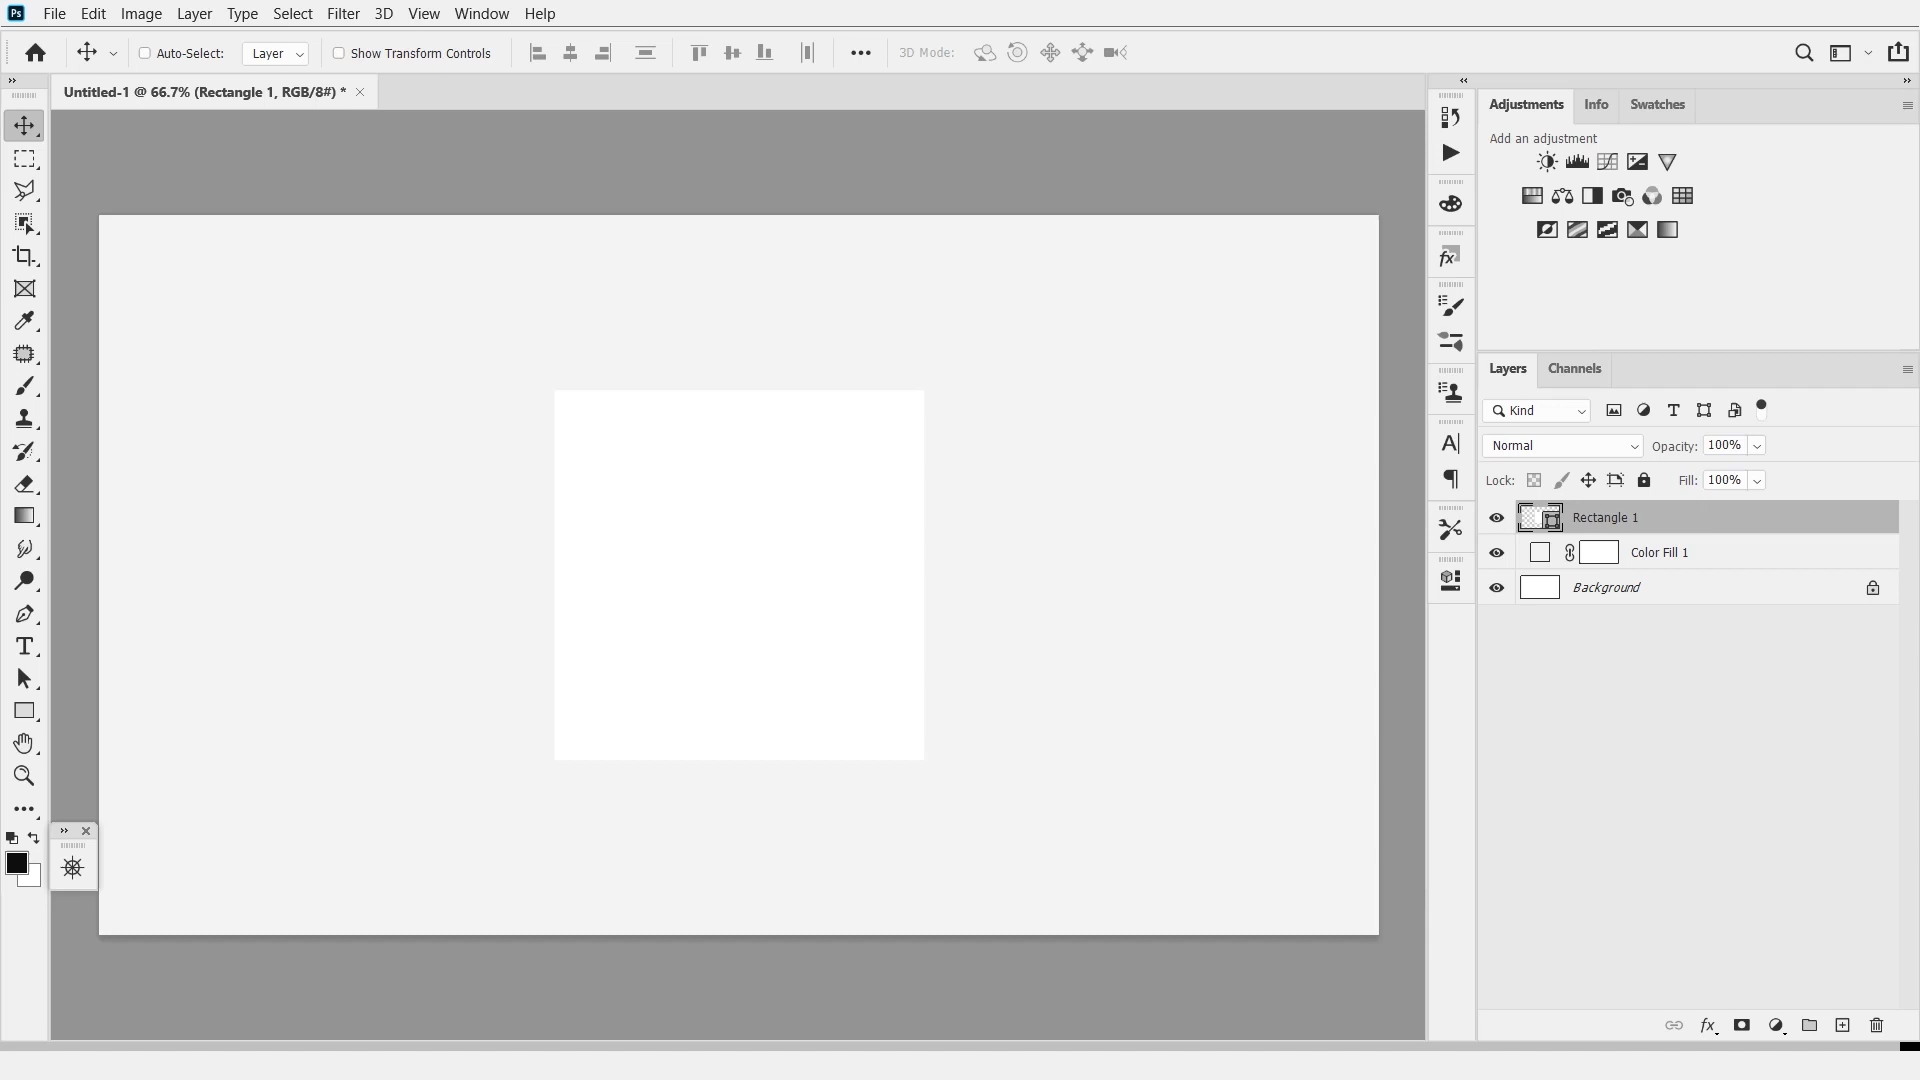 Ps File Edit Image Layer Type Select Filter 3D View Window Help
Auto-Select: Layer Show Transform Controls 3D Mode:
Untitled-1 @ 66.7% (Rectangle 1, RGB/8#) *
Adjustments Info Swatches
Add an adjustment
Layers Channels
Kind
Normal Opacity: 100%
Lock: Fill: 100%
Rectangle 1
Color Fill 1
Background
fx